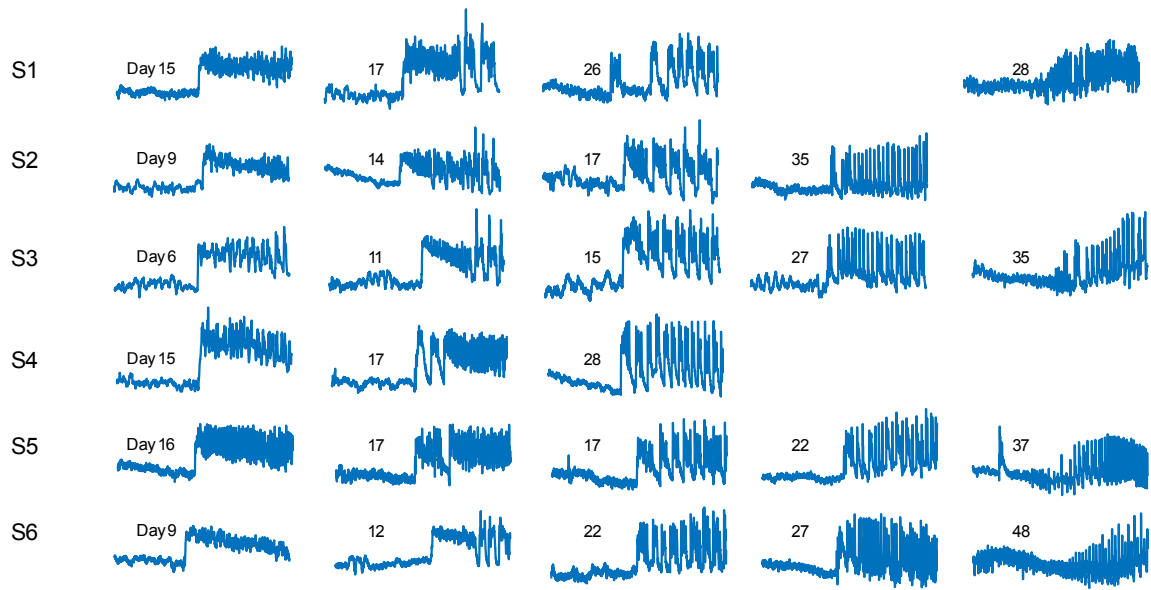 S1 Day 15 17 26 28
S2 Day 9 14 17 35
S3 Day 6 11 15 27 35
S4 Day 15 17 28
S5 Day 16 17 17 22 37
S6 Day 9 12 22 27 48